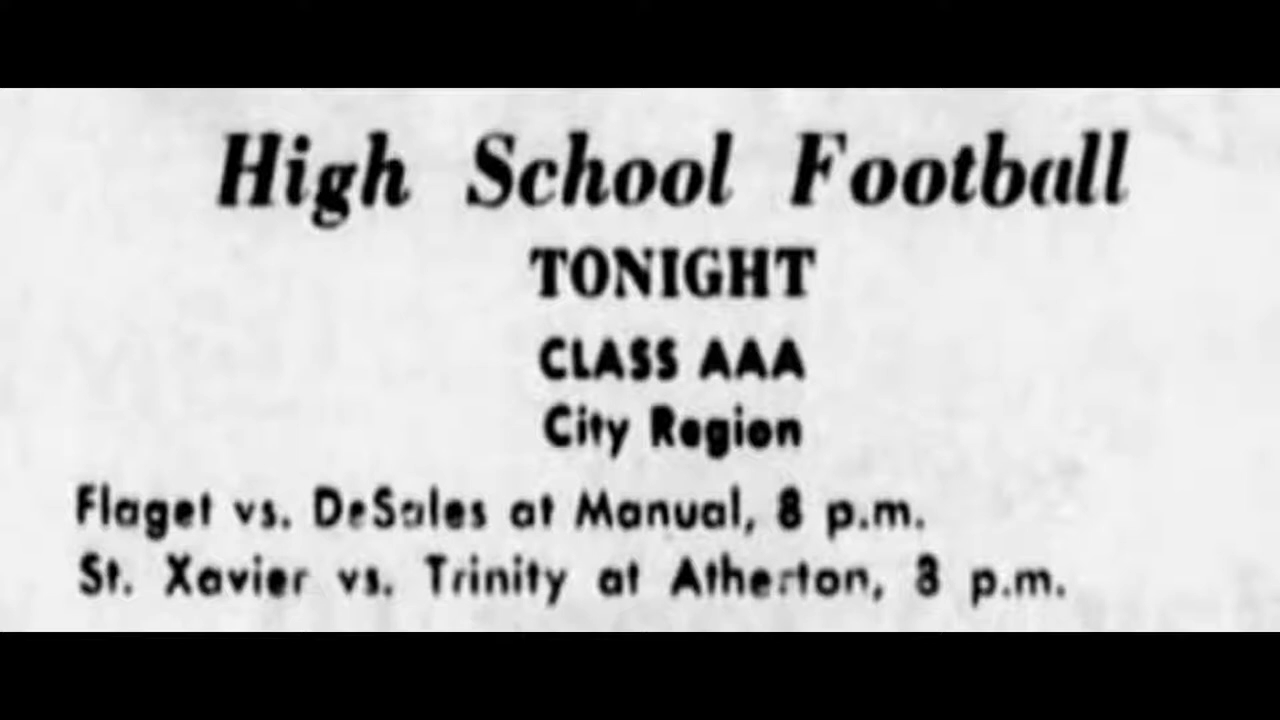 High School Football
TONIGHT
CLASS AAA
City Region
Flaget vs. DeSales at Manual, 8 p.m.
St. Xavier vs. Trinity at Atherton, 8 p.m.